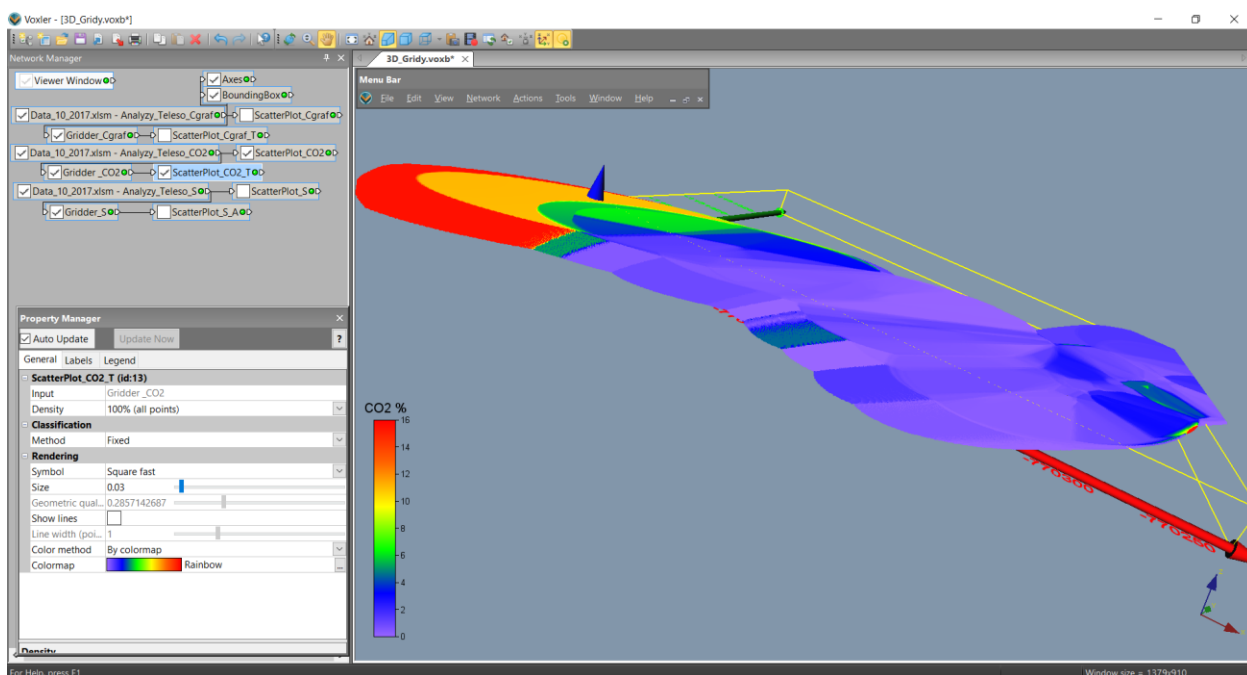 Voxler - [3D_Gridy.voxb*]
Network Manager
3D_Gridy.voxb*
Menu Bar
File Edit View Network Actions Tools Window Help
Viewer Window
Axes
BoundingBox
Data_10_2017.xlsm - Analyzy_Teleso_Cgraf
ScatterPlot_Cgraf
Gridder_Cgraf
ScatterPlot_Cgraf_T
Data_10_2017.xlsm - Analyzy_Teleso_CO2
ScatterPlot_CO2
Gridder _CO2
ScatterPlot_CO2_T
Data_10_2017.xlsm - Analyzy_Teleso_S
ScatterPlot_S
Gridder_S
ScatterPlot_S_A
Property Manager
Auto Update Update Now ?
General Labels Legend
ScatterPlot_CO2_T (id:13)
Input Gridder _CO2
Density 100% (all points)
Classification
Method Fixed
Rendering
Symbol Square fast
Size 0.03
Geometric qual... 0.2857142687
Show lines
Line width (poi... 1
Color method By colormap
Colormap Rainbow ...
Density
CO2 %
16
14
12
10
8
6
4
2
0
-770300
z
For Help, press F1
Window size = 1379x910